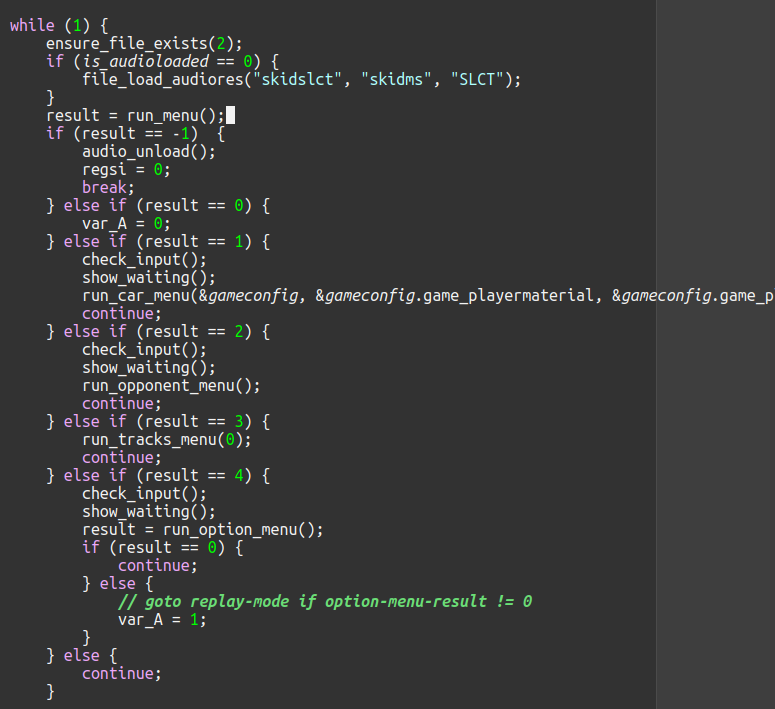 while (1) {
    ensure_file_exists(2);
    if (is_audioloaded == 0) {
        file_load_audiores("skidslct", "skidms", "SLCT");
    }
    result = run_menu();
    if (result == -1)  {
        audio_unload();
        regsi = 0;
        break;
    } else if (result == 0) {
        var_A = 0;
    } else if (result == 1) {
        check_input();
        show_waiting();
        run_car_menu(&gameconfig, &gameconfig.game_playermaterial, &gameconfig.game_p
        continue;
    } else if (result == 2) {
        check_input();
        show_waiting();
        run_opponent_menu();
        continue;
    } else if (result == 3) {
        run_tracks_menu(0);
        continue;
    } else if (result == 4) {
        check_input();
        show_waiting();
        result = run_option_menu();
        if (result == 0) {
            continue;
        } else {
            // goto replay-mode if option-menu-result != 0
            var_A = 1;
        }
    } else {
        continue;
    }